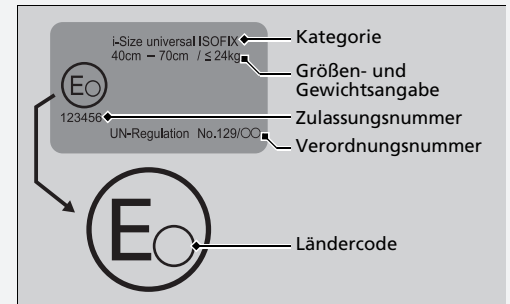 i-Size universal ISOFIX
40cm – 70cm / ≤ 24kg
E○
123456
UN-Regulation No.129/○○
Kategorie
Größen- und
Gewichtsangabe
Zulassungsnummer
Verordnungsnummer
E○
Ländercode